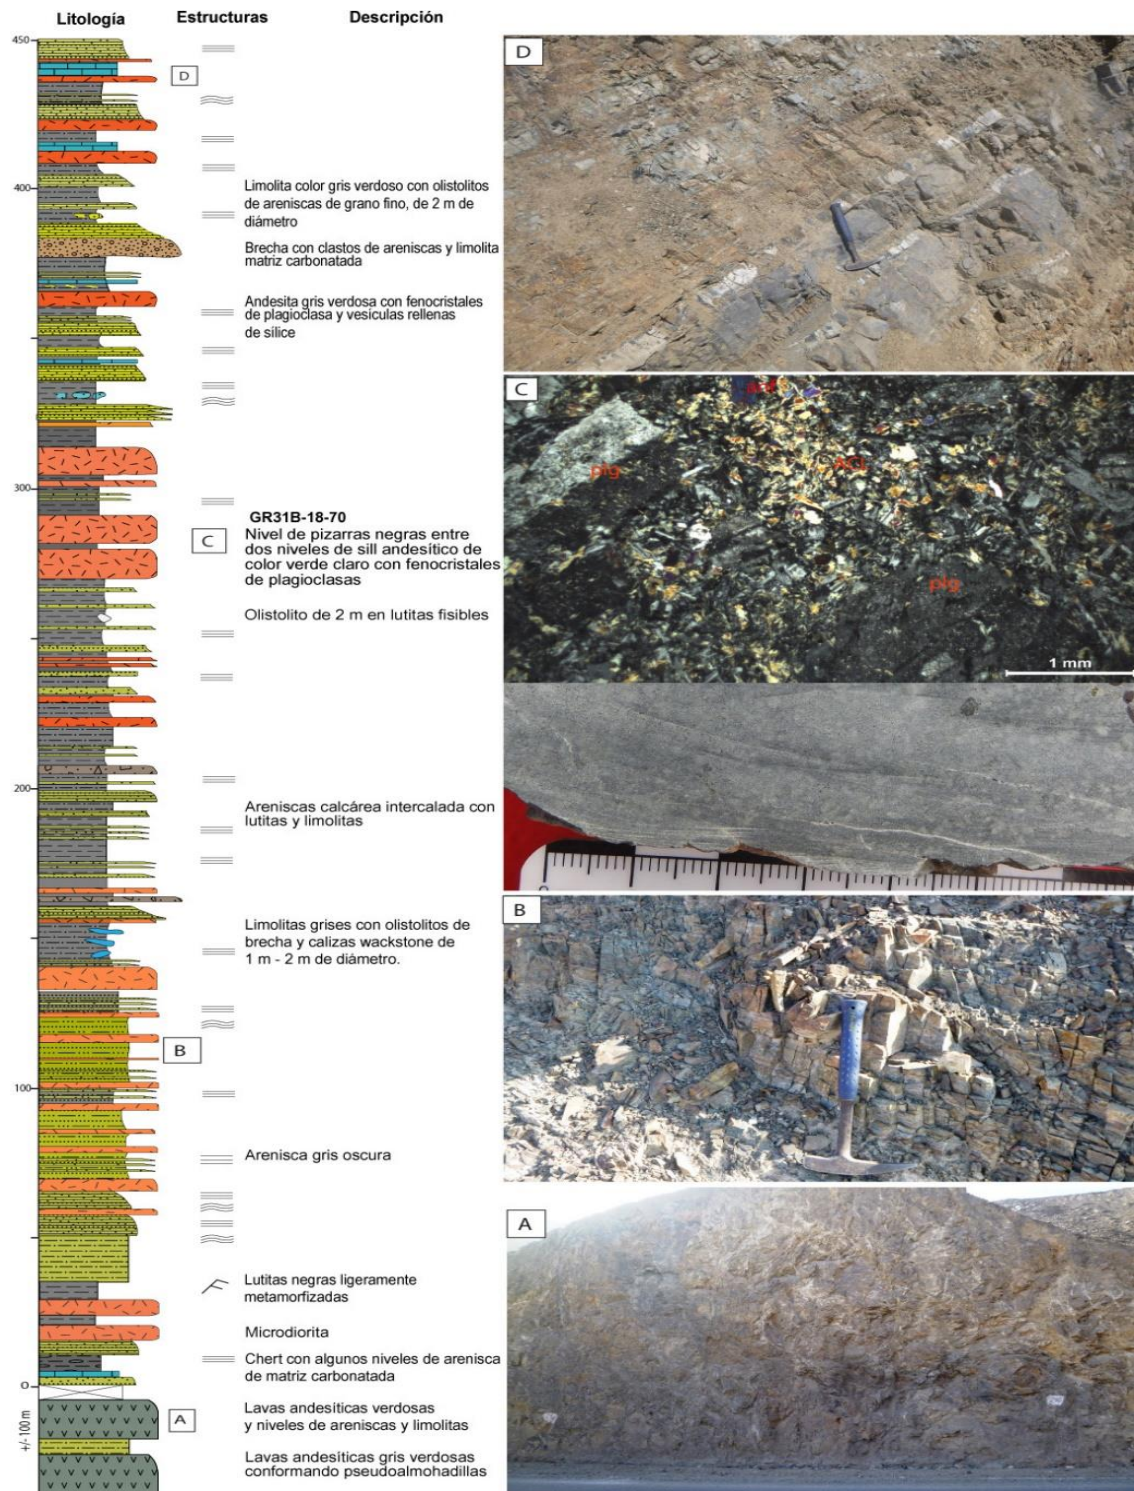 Litología Estructuras Descripción
450
D
400
Limolita color gris verdoso con olistolitos
de areniscas de grano fino, de 2 m de
diámetro
Brecha con clastos de areniscas y limolita
matriz carbonatada
Andesita gris verdosa con fenocristales
de plagioclasa y vesiculas rellenas
de sílice
300
GR31B-18-70
C
Nivel de pizarras negras entre
dos niveles de sill andesítico de
color verde claro con fenocristales
de plagioclasas
Olistolito de 2 m en lutitas fisibles
200
Areniscas calcárea intercalada con
lutitas y limolitas
Limolitas grises con olistolitos de
brecha y calizas wackstone de
1 m - 2 m de diámetro.
B
100
Arenisca gris oscura
Lutitas negras ligeramente
metamorfizadas
Microdiorita
Chert con algunos niveles de arenisca
de matriz carbonatada
0
+/- 100 m
A
Lavas andesíticas verdosas
y niveles de areniscas y limolitas
Lavas andesíticas gris verdosas
conformando pseudoalmohadillas
D
C
plg
ACL
plg
1 mm
0
B
A